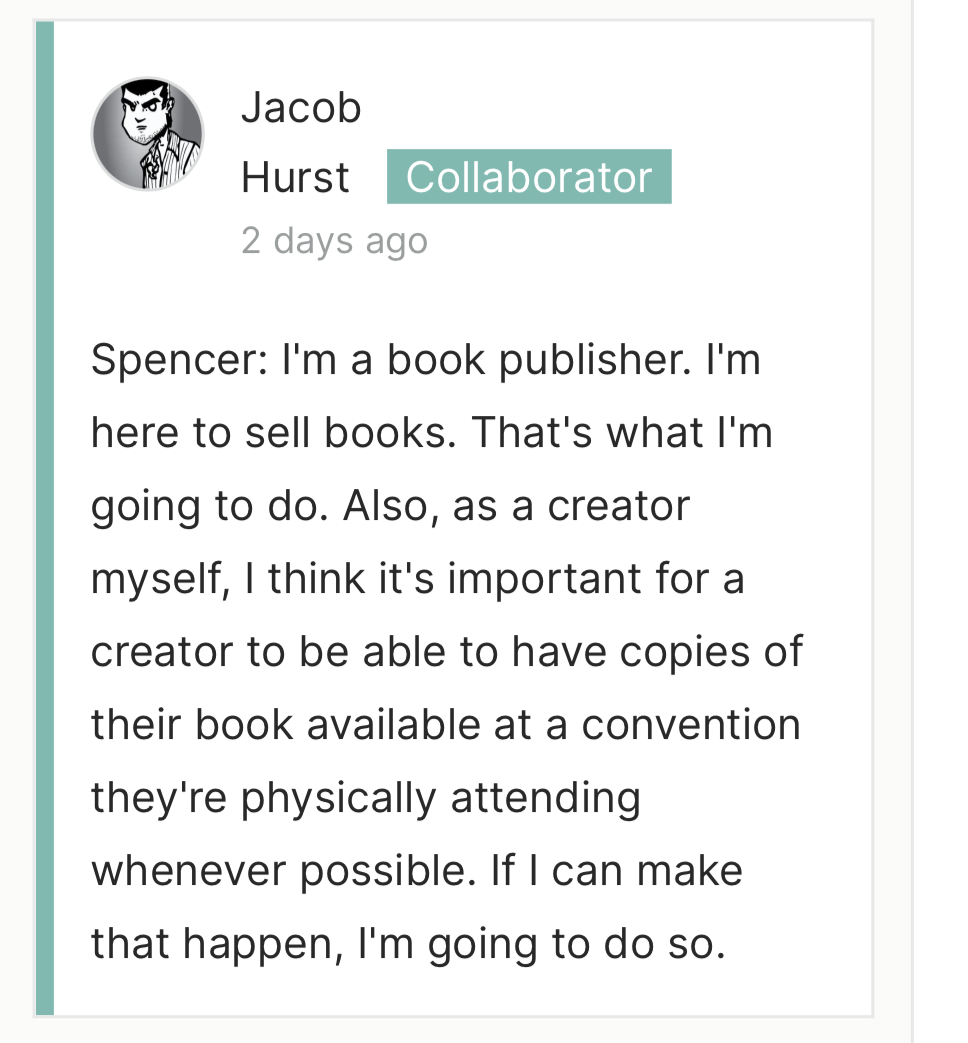 Jacob
Hurst Collaborator
2 days ago
Spencer: I'm a book publisher. I'm
here to sell books. That's what I'm
going to do. Also, as a creator
myself, I think it's important for a
creator to be able to have copies of
their book available at a convention
they're physically attending
whenever possible. If I can make
that happen, I'm going to do so.